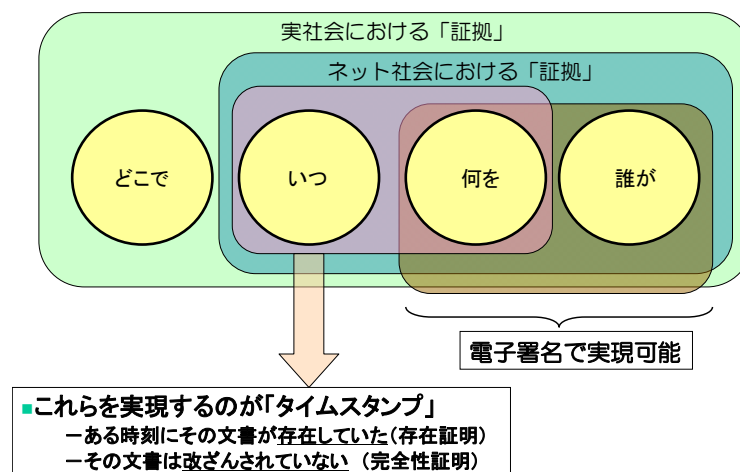 実社会における「証拠」
ネット社会における「証拠」
どこで
いつ
何を
誰が
電子署名で実現可能
■これらを実現するのが「タイムスタンプ」
－ある時刻にその文書が存在していた(存在証明)
－その文書は改ざんされていない (完全性証明)